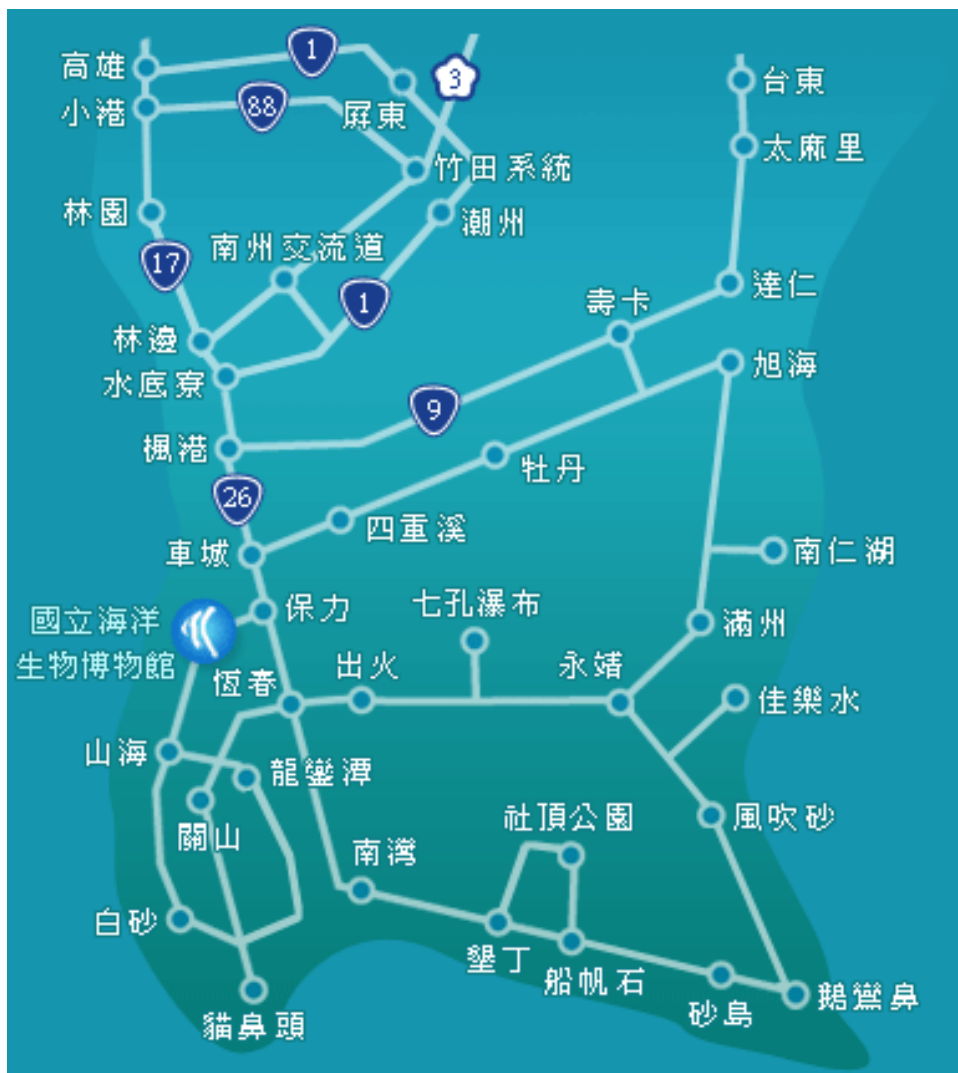 1
高雄
3
台東
小港
88
屏東
太麻里
竹田系統
林園
潮州
南州交流道
17
1
達仁
壽卡
林邊
旭海
水底寮
9
楓港
牡丹
26
四重溪
車城
南仁湖
國立海洋
生物博物館
保力
七孔瀑布
滿州
恆春
出火
永婧
佳樂水
山海
龍鑾潭
關山
社頂公園
風吹砂
南灣
白砂
墾丁
船帆石
砂島
鵝鸞鼻
貓鼻頭